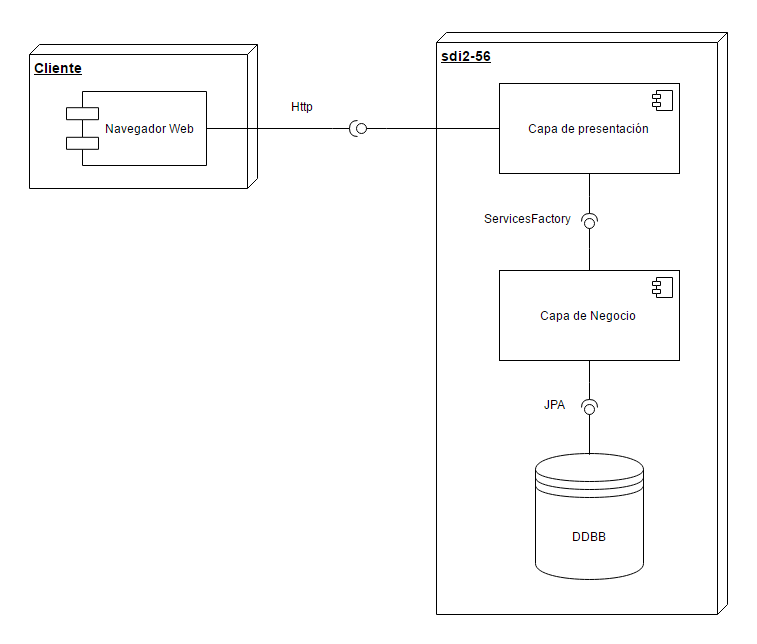 Cliente
Navegador Web
Http
sdi2-56
Capa de presentación
ServicesFactory
Capa de Negocio
JPA
DDBB